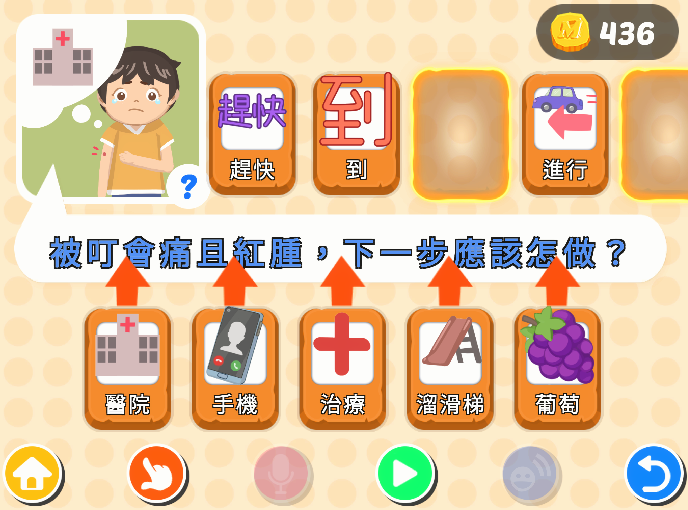 436
趕快
趕快 到 進行
到
?
被叮會痛且紅腫，下一步應該怎做？
醫院 手機 治療 溜滑梯 葡萄